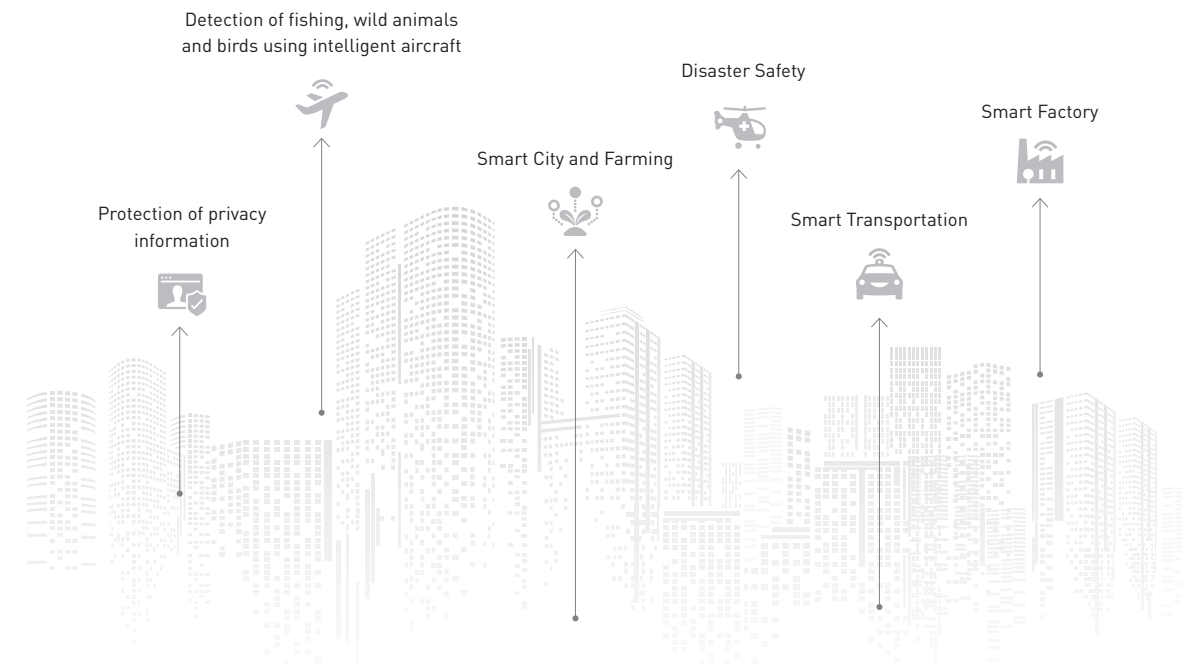 Detection of fishing, wild animals
and birds using intelligent aircraft
Disaster Safety
Smart Factory
Smart City and Farming
Protection of privacy
information
Smart Transportation